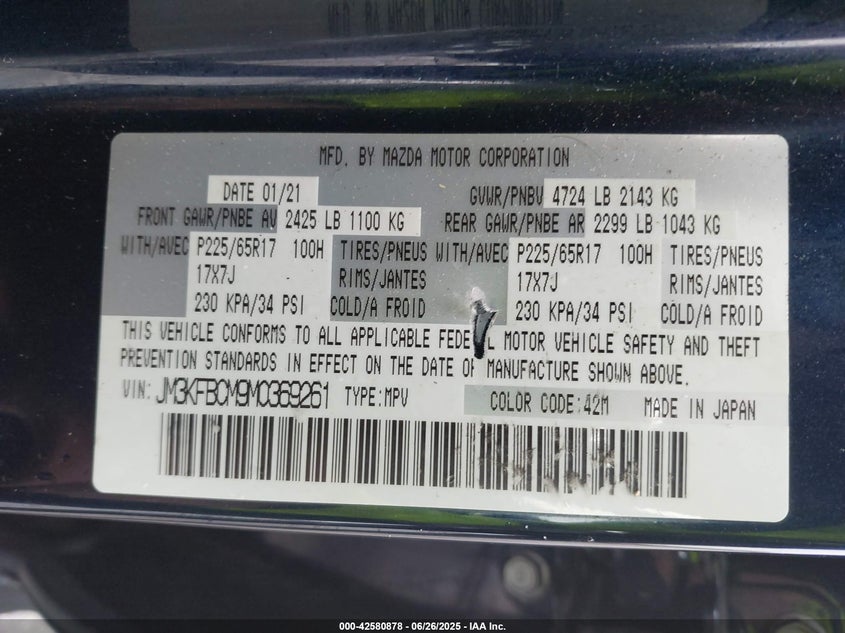 MFD. BY MAZDA MOTOR CORPORATION
DATE 01/21 GVWR/PNBV 4724 LB 2143 KG
FRONT GAWR/PNBE AV 2425 LB 1100 KG REAR GAWR/PNBE AR 2299 LB 1043 KG
WITH/AVEC P225/65R17 100H TIRES/PNEUS WITH/AVEC P225/65R17 100H TIRES/PNEUS
17X7J RIMS/JANTES 17X7J RIMS/JANTES
230 KPA/34 PSI COLD/A FROID 230 KPA/34 PSI COLD/A FROID
THIS VEHICLE CONFORMS TO ALL APPLICABLE FEDERAL MOTOR VEHICLE SAFETY AND THEFT
PREVENTION STANDARDS IN EFFECT ON THE DATE OF MANUFACTURE SHOWN ABOVE.
VIN: JM3KFBCM9M0369261 TYPE:MPV COLOR CODE:42M MADE IN JAPAN
000-42580878 - 06/26/2025 - IAA Inc.